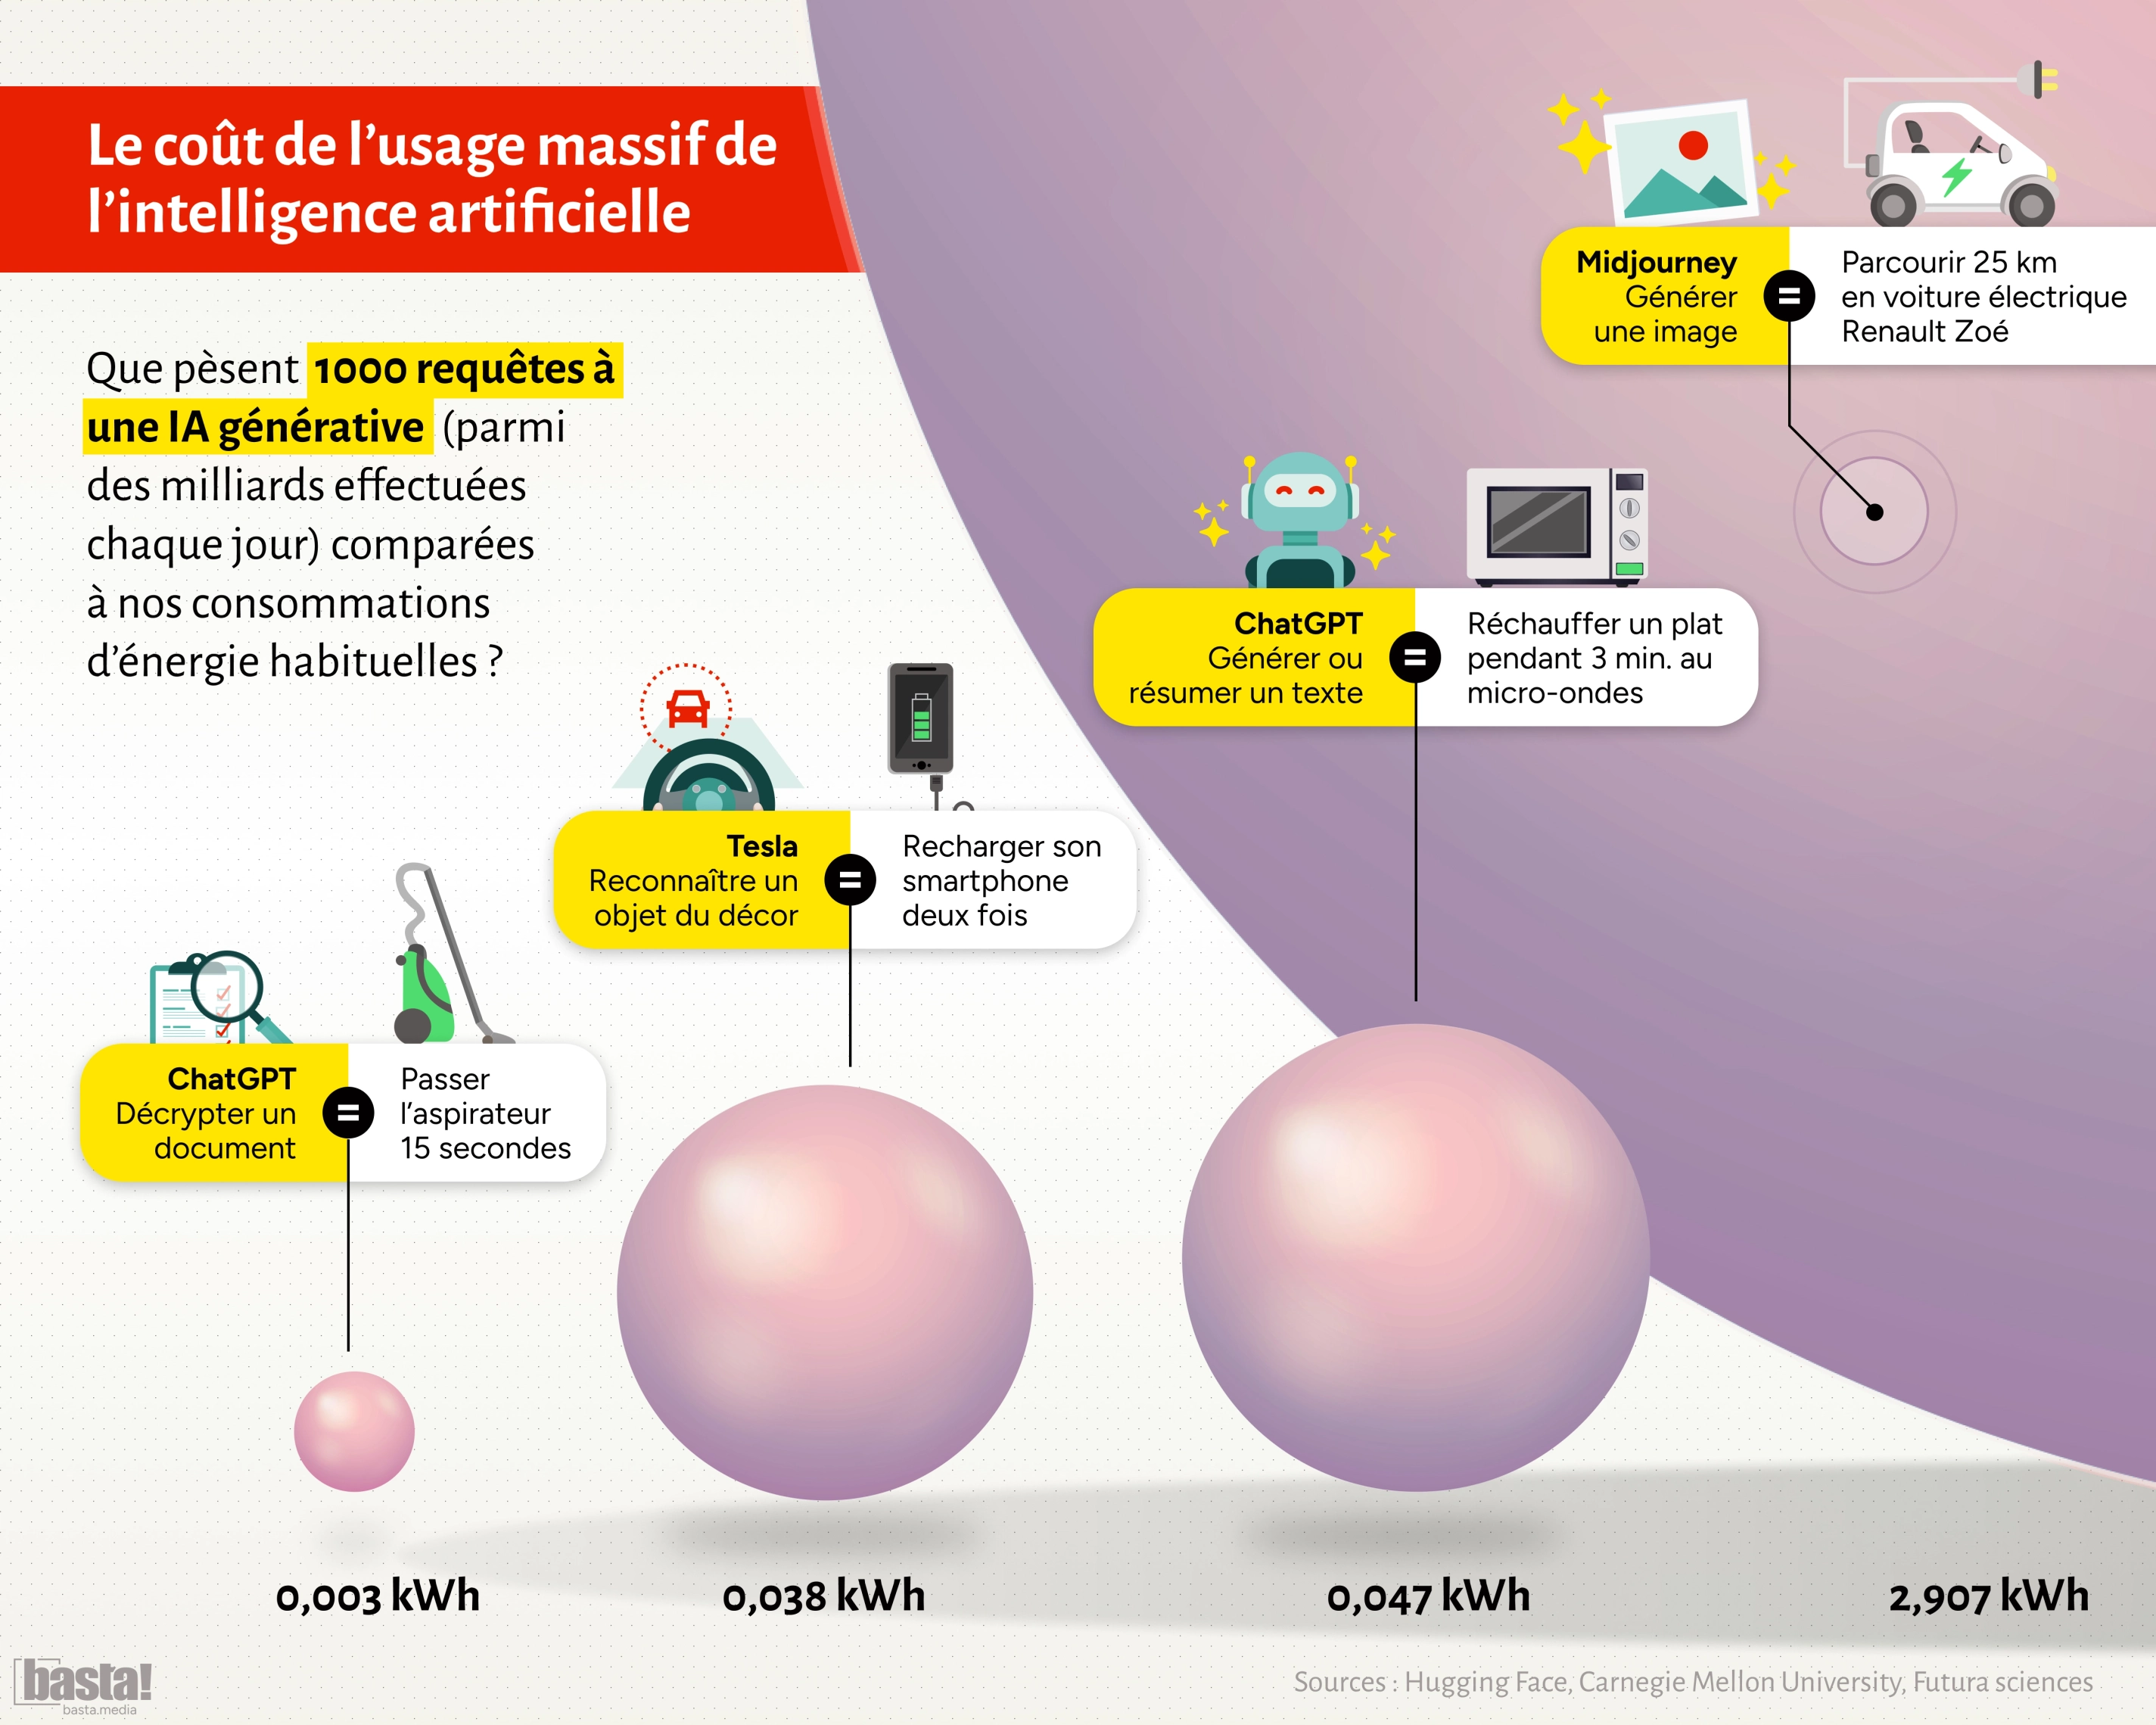 Le coût de l’usage massif de
l’intelligence artificielle
Que pèsent 1000 requêtes à
une IA générative (parmi
des milliards effectuées
chaque jour) comparées
à nos consommations
d’énergie habituelles ?
ChatGPT
Décrypter un
document
=
Passer
l’aspirateur
15 secondes
0,003 kWh
Tesla
Reconnaître un
objet du décor
=
Recharger son
smartphone
deux fois
0,038 kWh
ChatGPT
Générer ou
résumer un texte
=
Réchauffer un plat
pendant 3 min. au
micro-ondes
0,047 kWh
Midjourney
Générer
une image
=
Parcourir 25 km
en voiture électrique
Renault Zoé
2,907 kWh
basta!
basta.media
Sources : Hugging Face, Carnegie Mellon University, Futura sciences